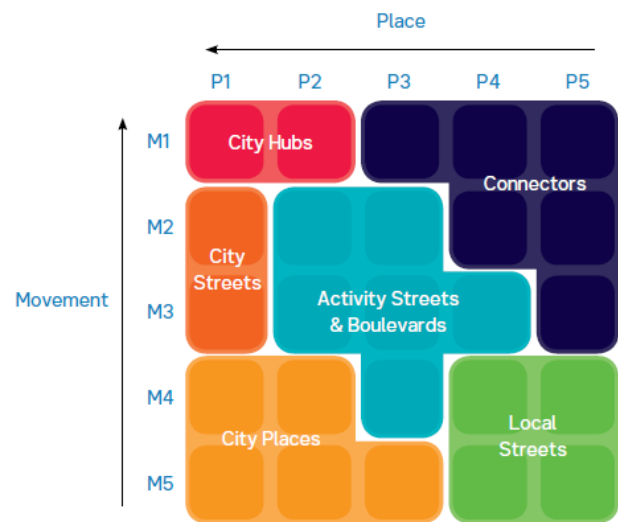 Place
P1 P2 P3 P4 P5
M1
City Hubs
Connectors
M2
City
Streets
Movement
M3
Activity Streets
& Boulevards
M4
City Places
Local
Streets
M5